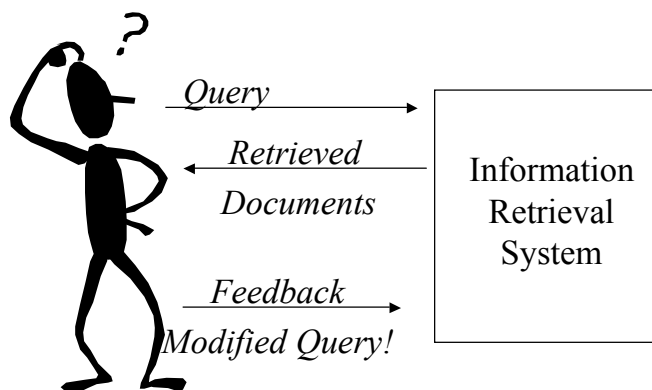 ?
Query
Retrieved
Documents
Feedback
Modified Query!
Information
Retrieval
System